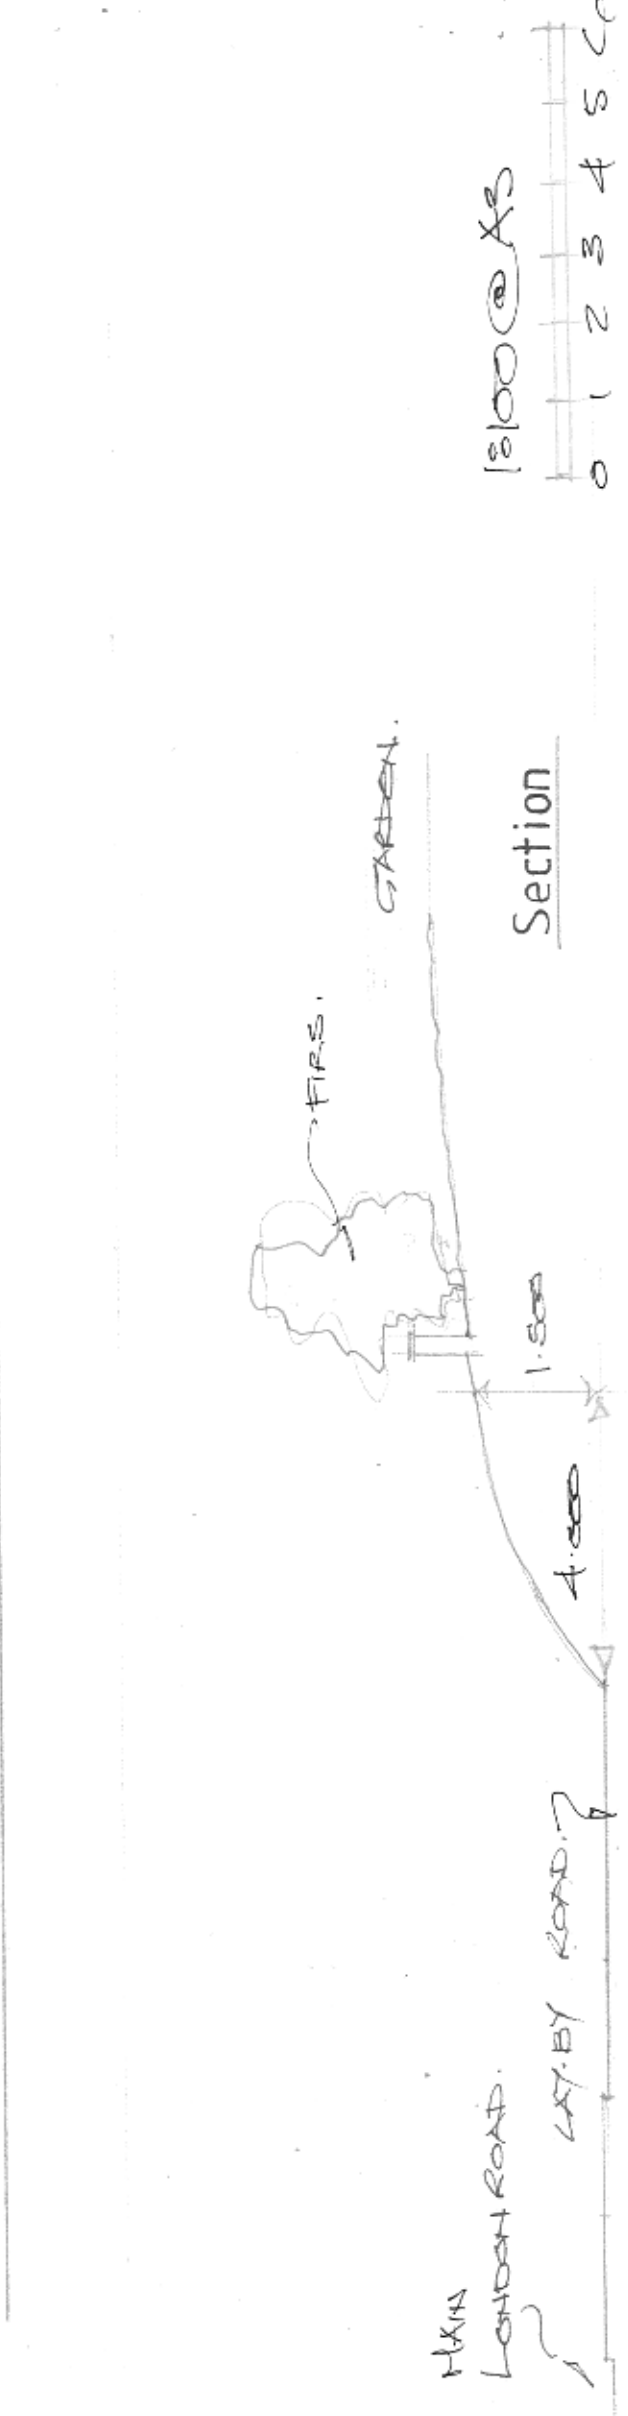 MAIN
LONDON ROAD.
LAY-BY ROAD.
4.000
1.500
FIRS.
GARDEN.
Section
1:100 @ A3
0 1 2 3 4 5